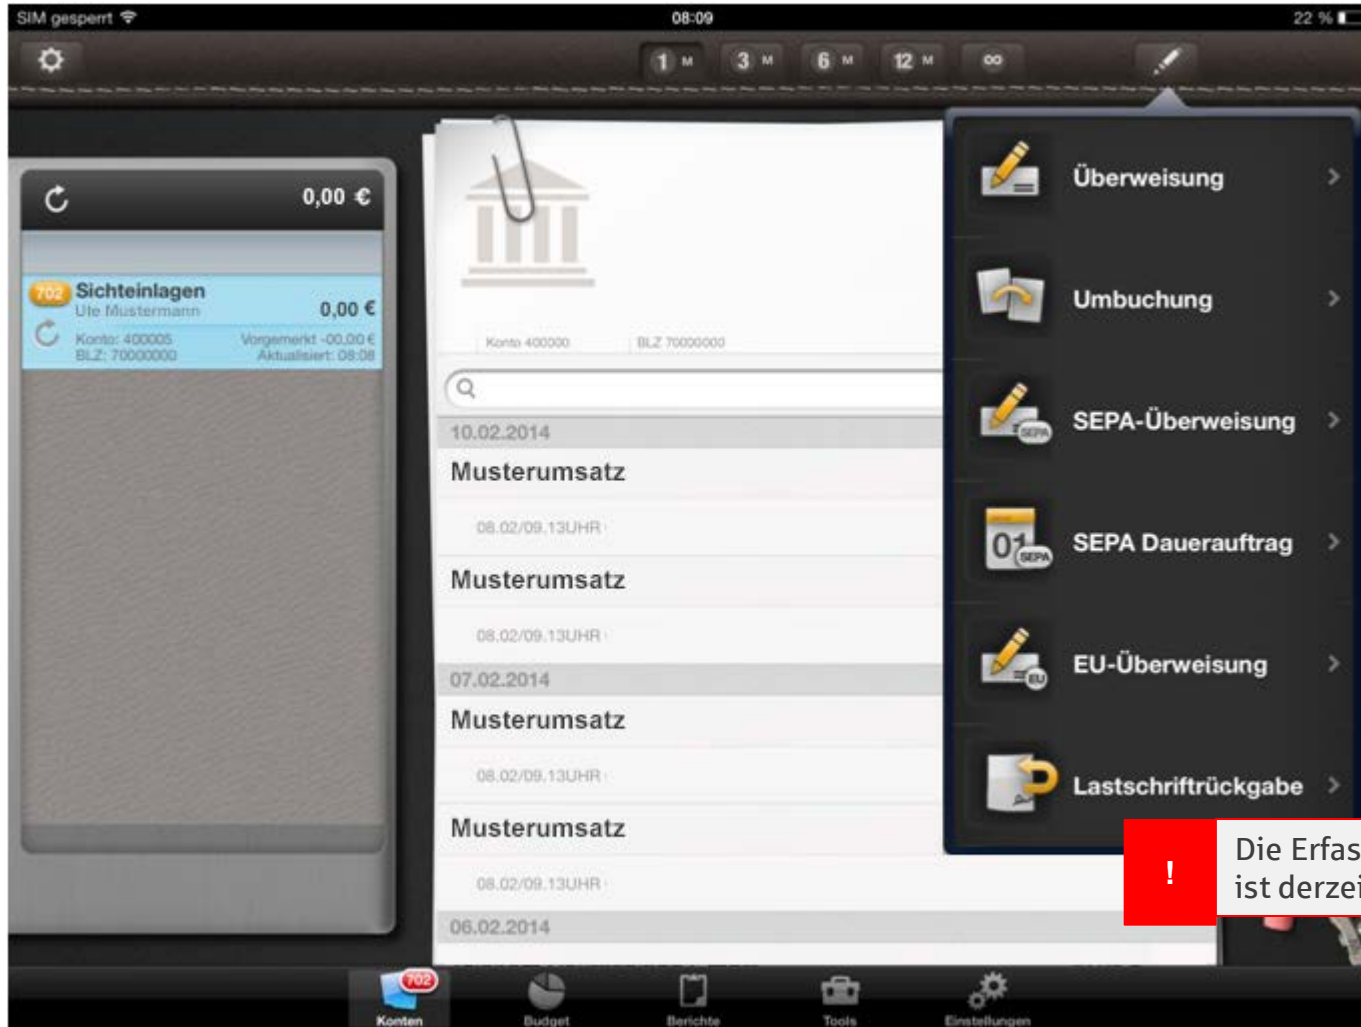 SIM gesperrt
08:09
22 %
1 M
3 M
6 M
12 M
∞
0,00 €
702
Sichteinlagen
Ute Mustermann
0,00 €
Konto: 400005
Vorgemerkt -00,00 €
BLZ: 70000000
Aktualisiert: 08:08
Konto 400000
BLZ 70000000
10.02.2014
Musterumsatz
08.02/09.13UHR
Musterumsatz
08.02/09.13UHR
07.02.2014
Musterumsatz
08.02/09.13UHR
Musterumsatz
08.02/09.13UHR
06.02.2014
Überweisung
Umbuchung
SEPA
SEPA-Überweisung
01
SEPA
SEPA Dauerauftrag
EU
EU-Überweisung
Lastschriftrückgabe
!
Die Erfas
ist derzei
702
Konten
Budget
Berichte
Tools
Einstellungen